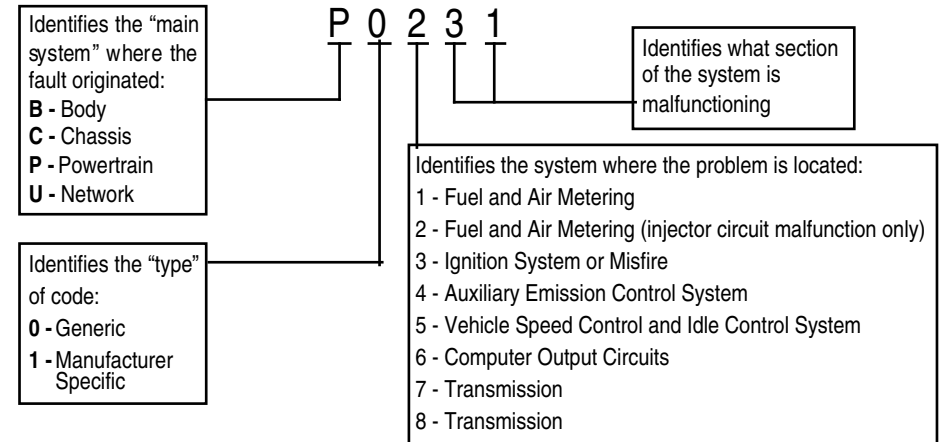 P 0 2 3 1
Identifies the “main
system” where the
fault originated:
B - Body
C - Chassis
P - Powertrain
U - Network
Identifies what section
of the system is
malfunctioning
Identifies the “type”
of code:
0 - Generic
1 - Manufacturer
Specific
Identifies the system where the problem is located:
1 - Fuel and Air Metering
2 - Fuel and Air Metering (injector circuit malfunction only)
3 - Ignition System or Misfire
4 - Auxiliary Emission Control System
5 - Vehicle Speed Control and Idle Control System
6 - Computer Output Circuits
7 - Transmission
8 - Transmission